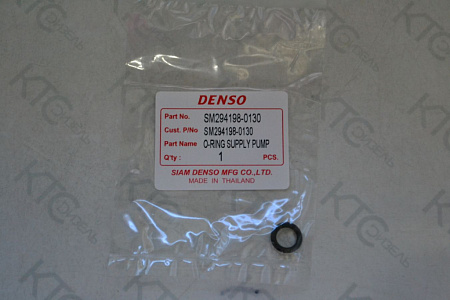 DENSO
Part No. SM294198-0130
Cust. P/No SM294198-0130
Part Name O-RING SUPPLY PUMP
Q'ty : 1 PCS.
SIAM DENSO MFG CO.,LTD.
MADE IN THAILAND